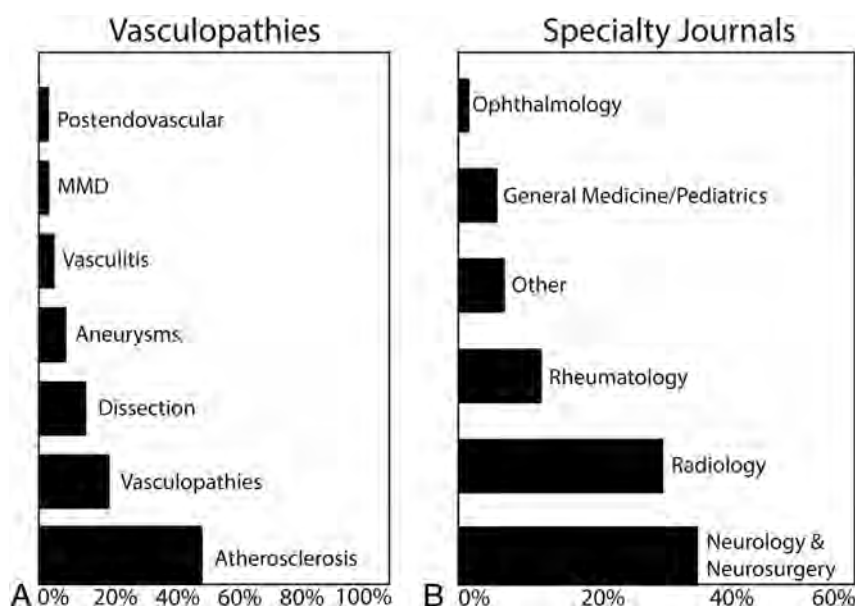 Vasculopathies
Postendovascular
MMD
Vasculitis
Aneurysms.
Dissection
Vasculopathies
Atherosclerosis
A
0% 20% 40% 60% 80% 100%
Specialty Journals
Ophthalmology
General Medicine/Pediatrics
Other
Rheumatology
Radiology
Neurology &
Neurosurgery
B
0% 20% 40% 60%